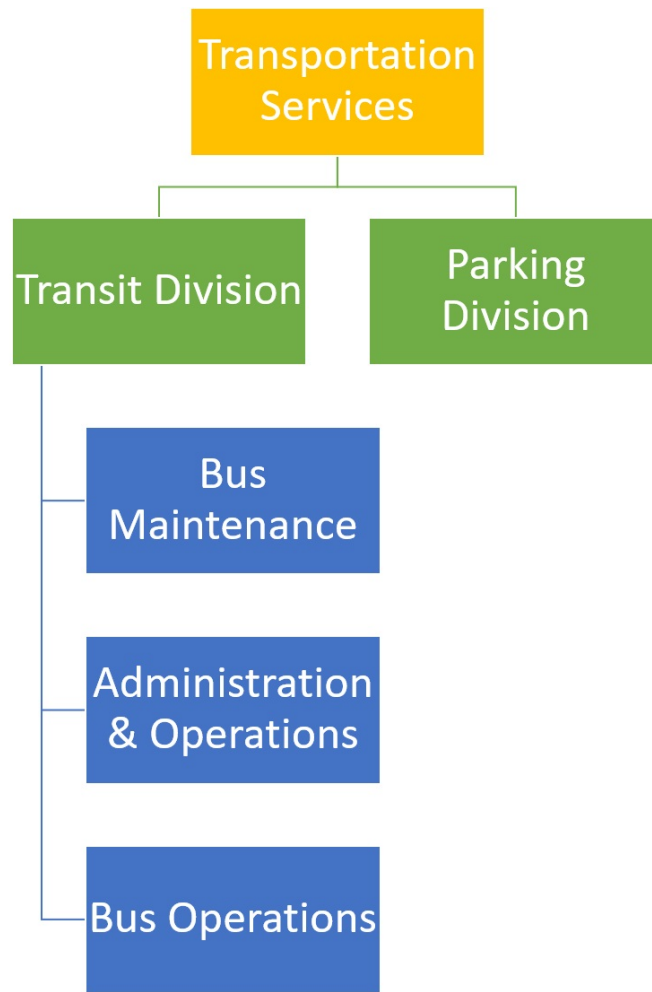 Transportation
Services
Transit Division
Parking
Division
Bus
Maintenance
Administration
& Operations
Bus Operations